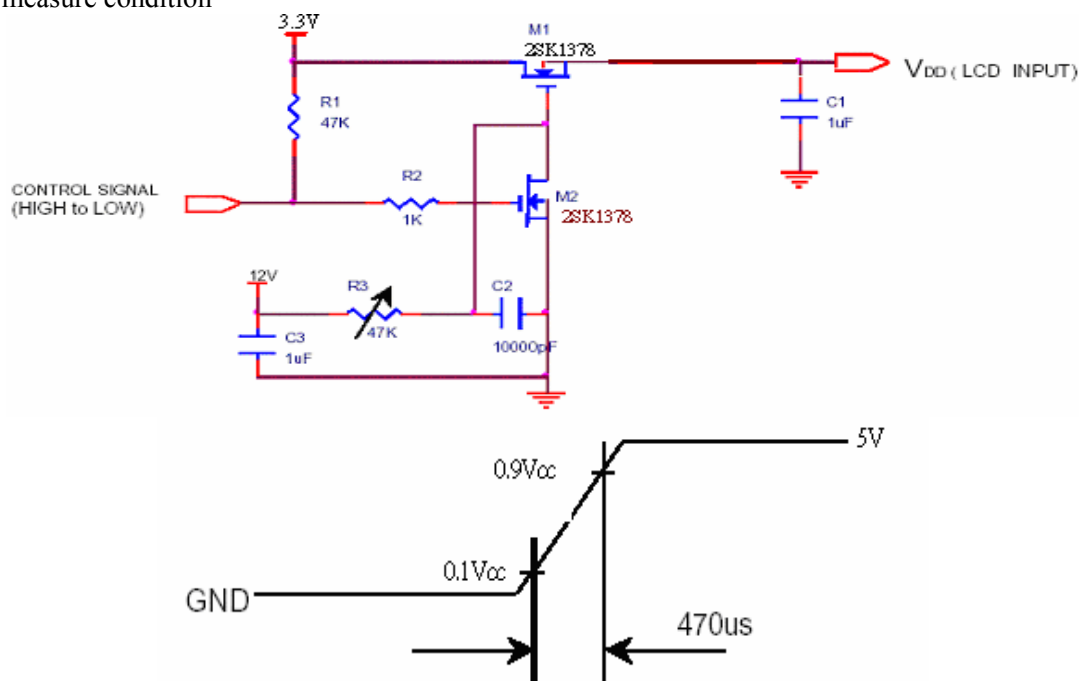 measure condition
3.3V
M1
2SK1378
VDD ( LCD INPUT)
R1
47K
C1
1uF
CONTROL SIGNAL
(HIGH to LOW)
R2
1K
M2
2SK1378
12V
R3
47K
C2
10000pF
C3
1uF
5V
0.9Vcc
0.1Vcc
GND
470us